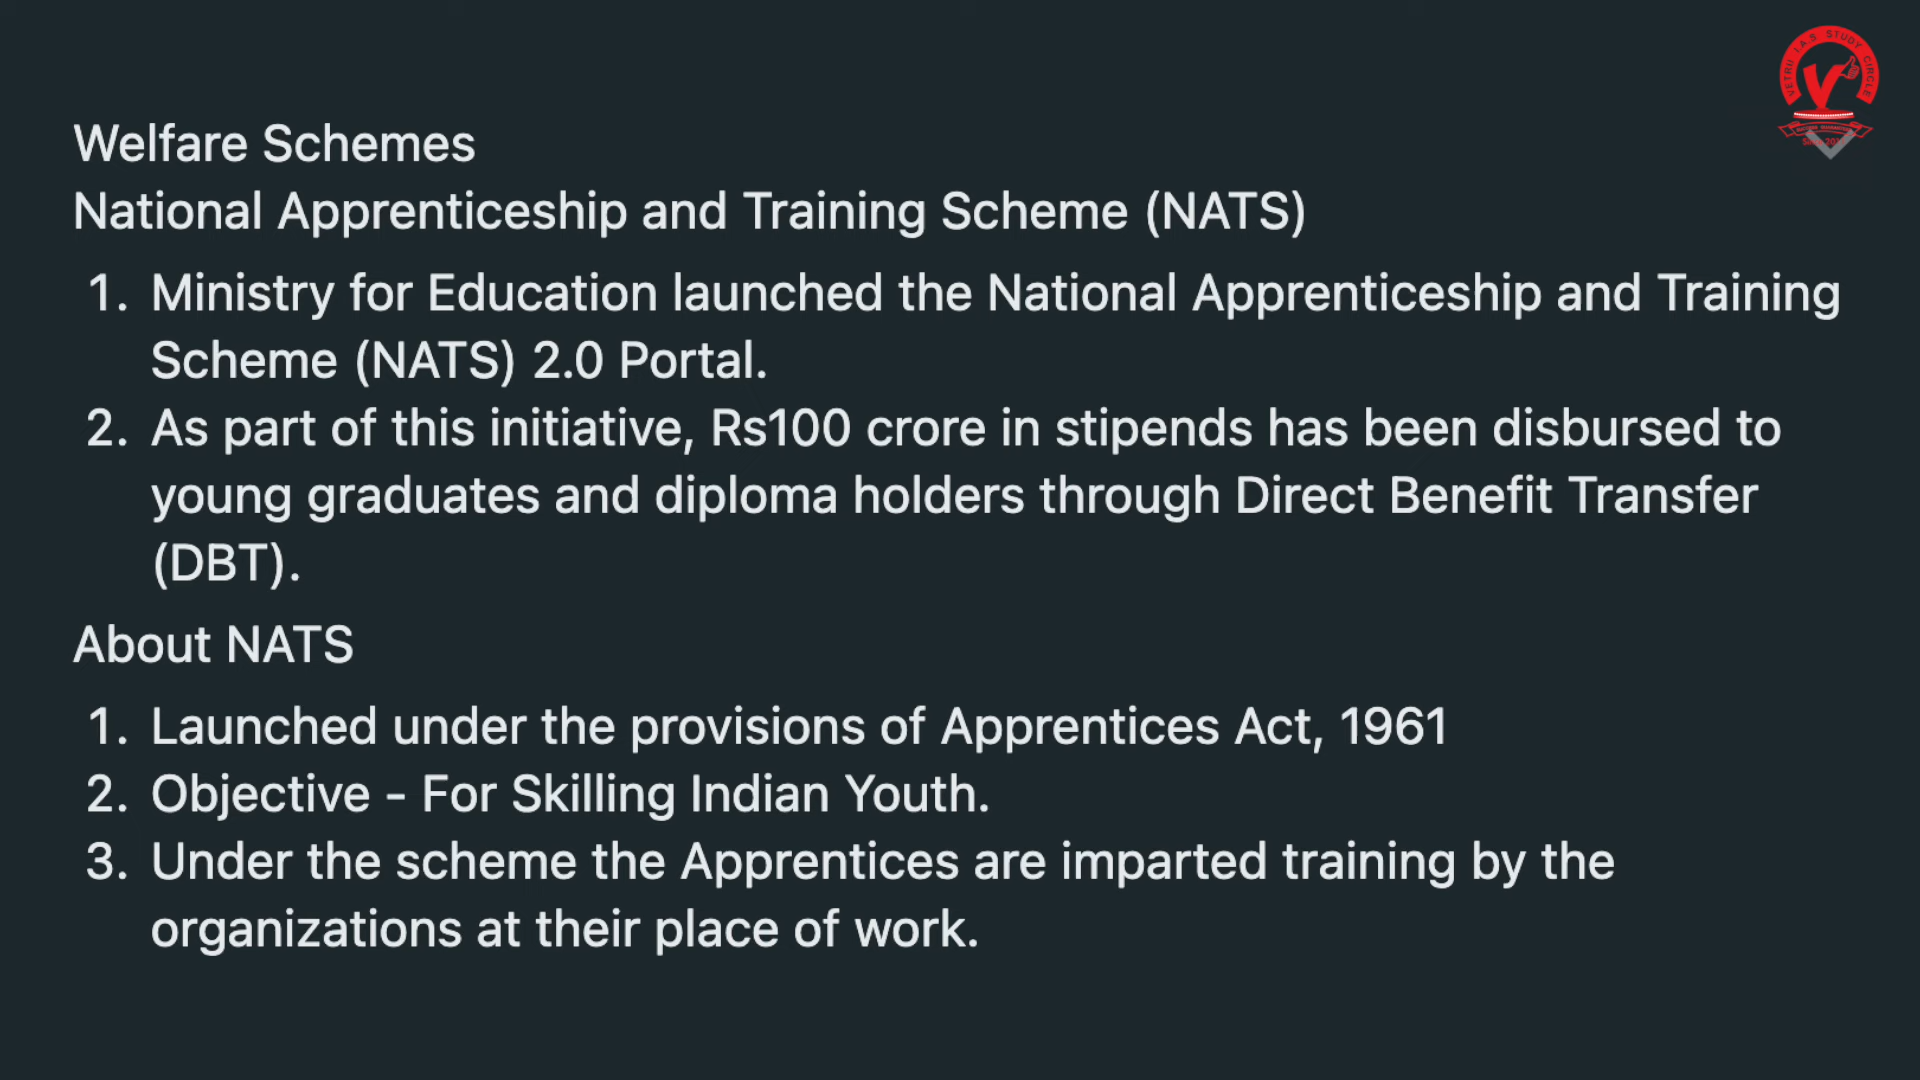 VETRII I.A.S STUDY CIRCLE
Welfare Schemes
National Apprenticeship and Training Scheme (NATS)
1. Ministry for Education launched the National Apprenticeship and Training
Scheme (NATS) 2.0 Portal.
2. As part of this initiative, Rs100 crore in stipends has been disbursed to
young graduates and diploma holders through Direct Benefit Transfer
(DBT).
About NATS
1. Launched under the provisions of Apprentices Act, 1961
2. Objective - For Skilling Indian Youth.
3. Under the scheme the Apprentices are imparted training by the
organizations at their place of work.